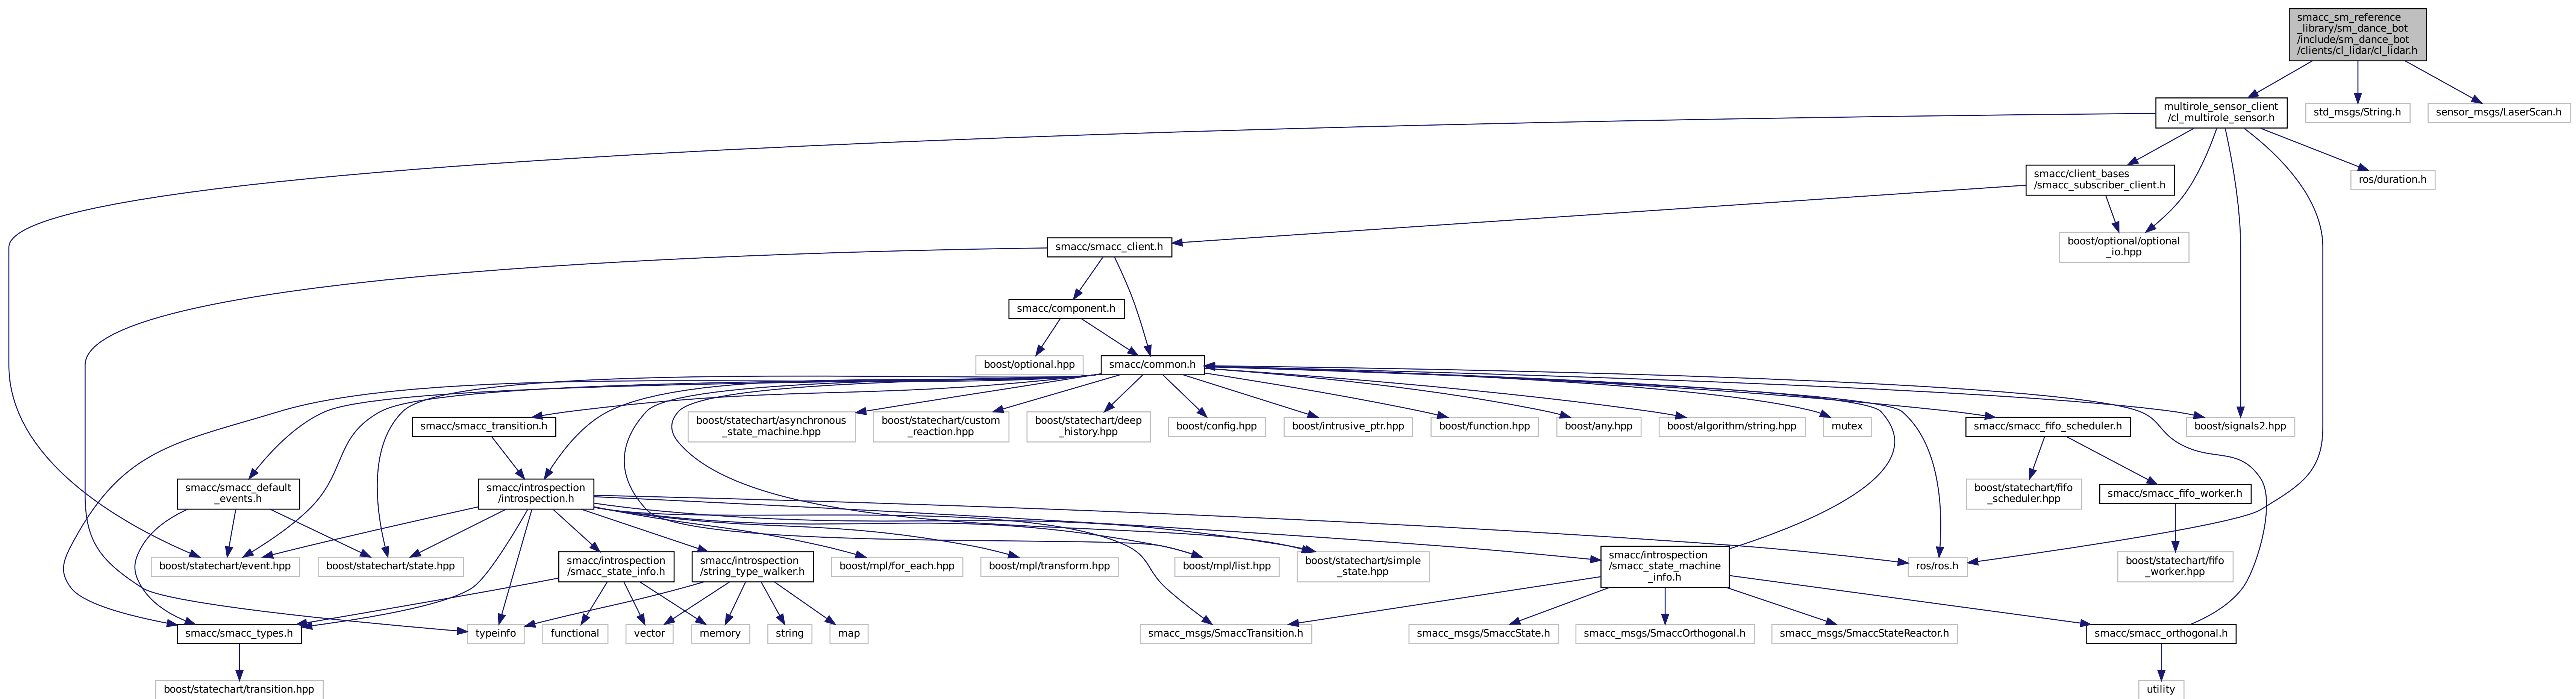 smacc_sm_reference
_library/sm_dance_bot
/include/sm_dance_bot
/clients/cl_lidar/cl_lidar.h
multirole_sensor_client
/cl_multirole_sensor.h
std_msgs/String.h
sensor_msgs/LaserScan.h
smacc/client_bases
/smacc_subscriber_client.h
ros/duration.h
smacc/smacc_client.h
boost/optional/optional
_io.hpp
smacc/component.h
boost/optional.hpp
smacc/common.h
smacc/smacc_transition.h
boost/statechart/asynchronous
_state_machine.hpp
boost/statechart/custom
_reaction.hpp
boost/statechart/deep
_history.hpp
boost/config.hpp
boost/intrusive_ptr.hpp
boost/function.hpp
boost/any.hpp
boost/algorithm/string.hpp
mutex
smacc/smacc_fifo_scheduler.h
boost/signals2.hpp
smacc/smacc_default
_events.h
smacc/introspection
/introspection.h
boost/statechart/fifo
_scheduler.hpp
smacc/smacc_fifo_worker.h
boost/statechart/event.hpp
boost/statechart/state.hpp
smacc/introspection
/smacc_state_info.h
smacc/introspection
/string_type_walker.h
boost/mpl/for_each.hpp
boost/mpl/transform.hpp
boost/mpl/list.hpp
boost/statechart/simple
_state.hpp
smacc/introspection
/smacc_state_machine
_info.h
ros/ros.h
boost/statechart/fifo
_worker.hpp
smacc/smacc_types.h
typeinfo
functional
vector
memory
string
map
smacc_msgs/SmaccTransition.h
smacc_msgs/SmaccState.h
smacc_msgs/SmaccOrthogonal.h
smacc_msgs/SmaccStateReactor.h
smacc/smacc_orthogonal.h
boost/statechart/transition.hpp
utility